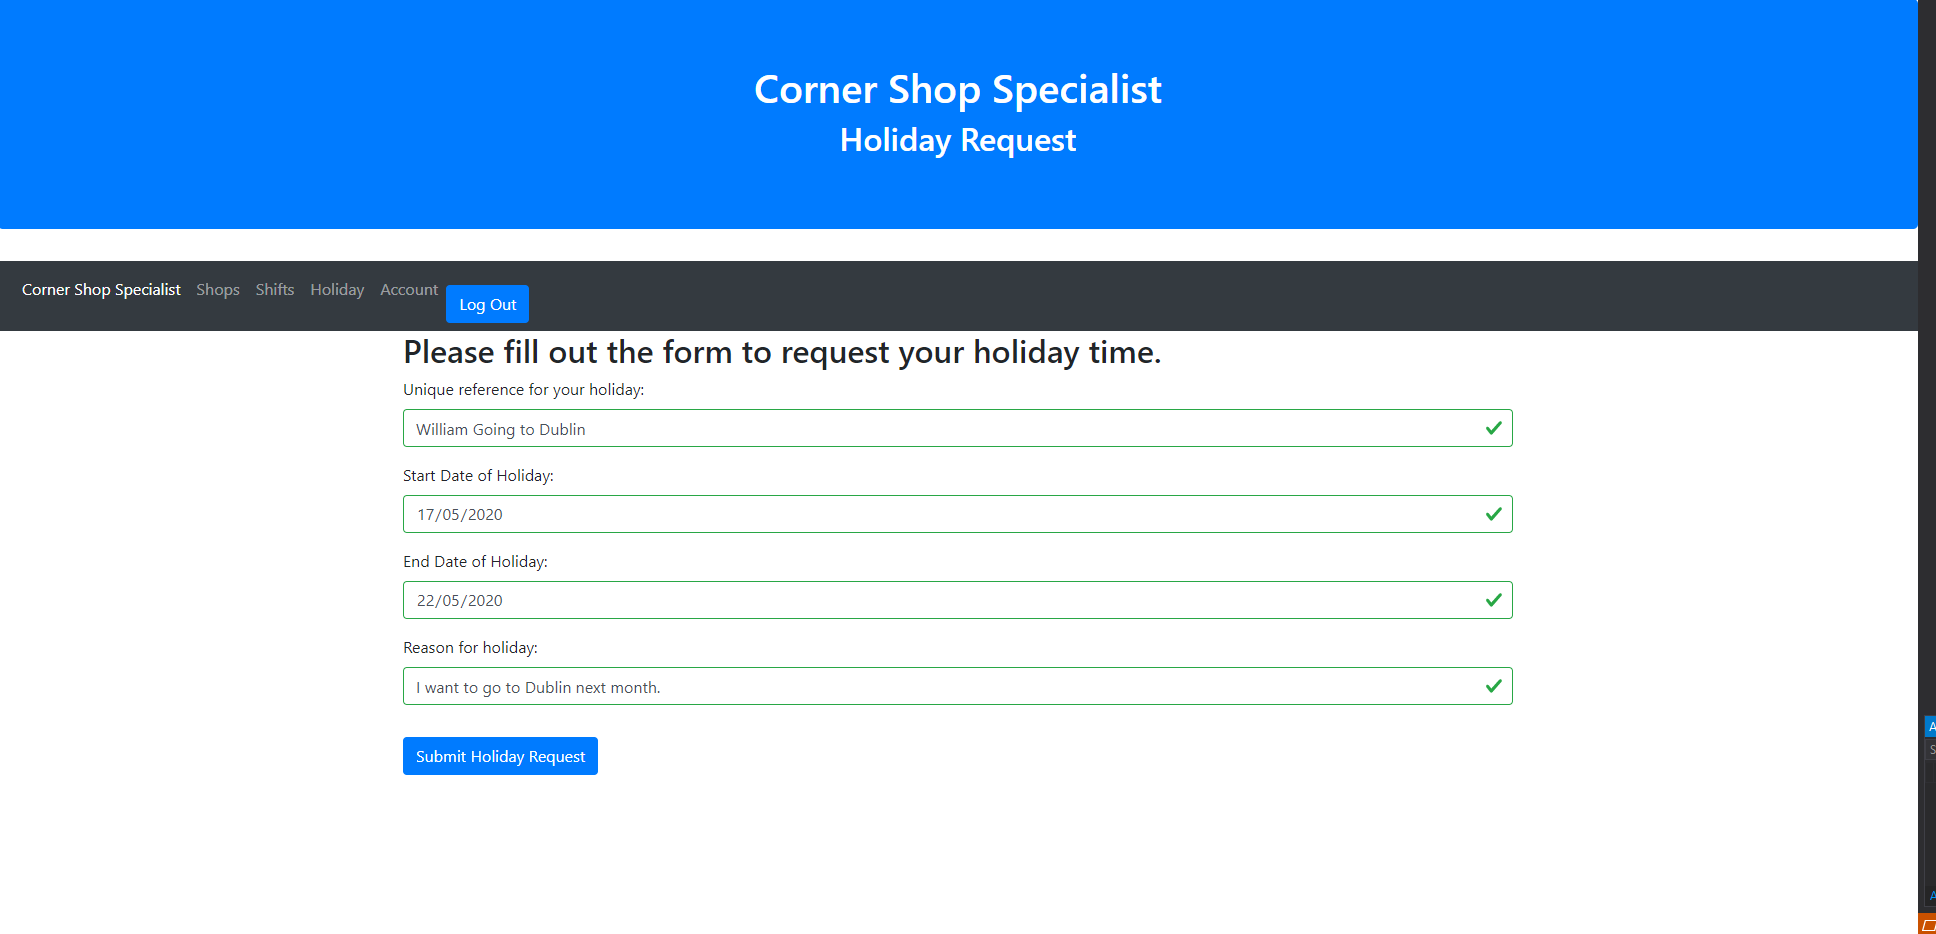 Corner Shop Specialist
Holiday Request
Corner Shop Specialist Shops Shifts Holiday Account Log Out
Please fill out the form to request your holiday time.
Unique reference for your holiday:
William Going to Dublin
Start Date of Holiday:
17/05/2020
End Date of Holiday:
22/05/2020
Reason for holiday:
I want to go to Dublin next month.
Submit Holiday Request